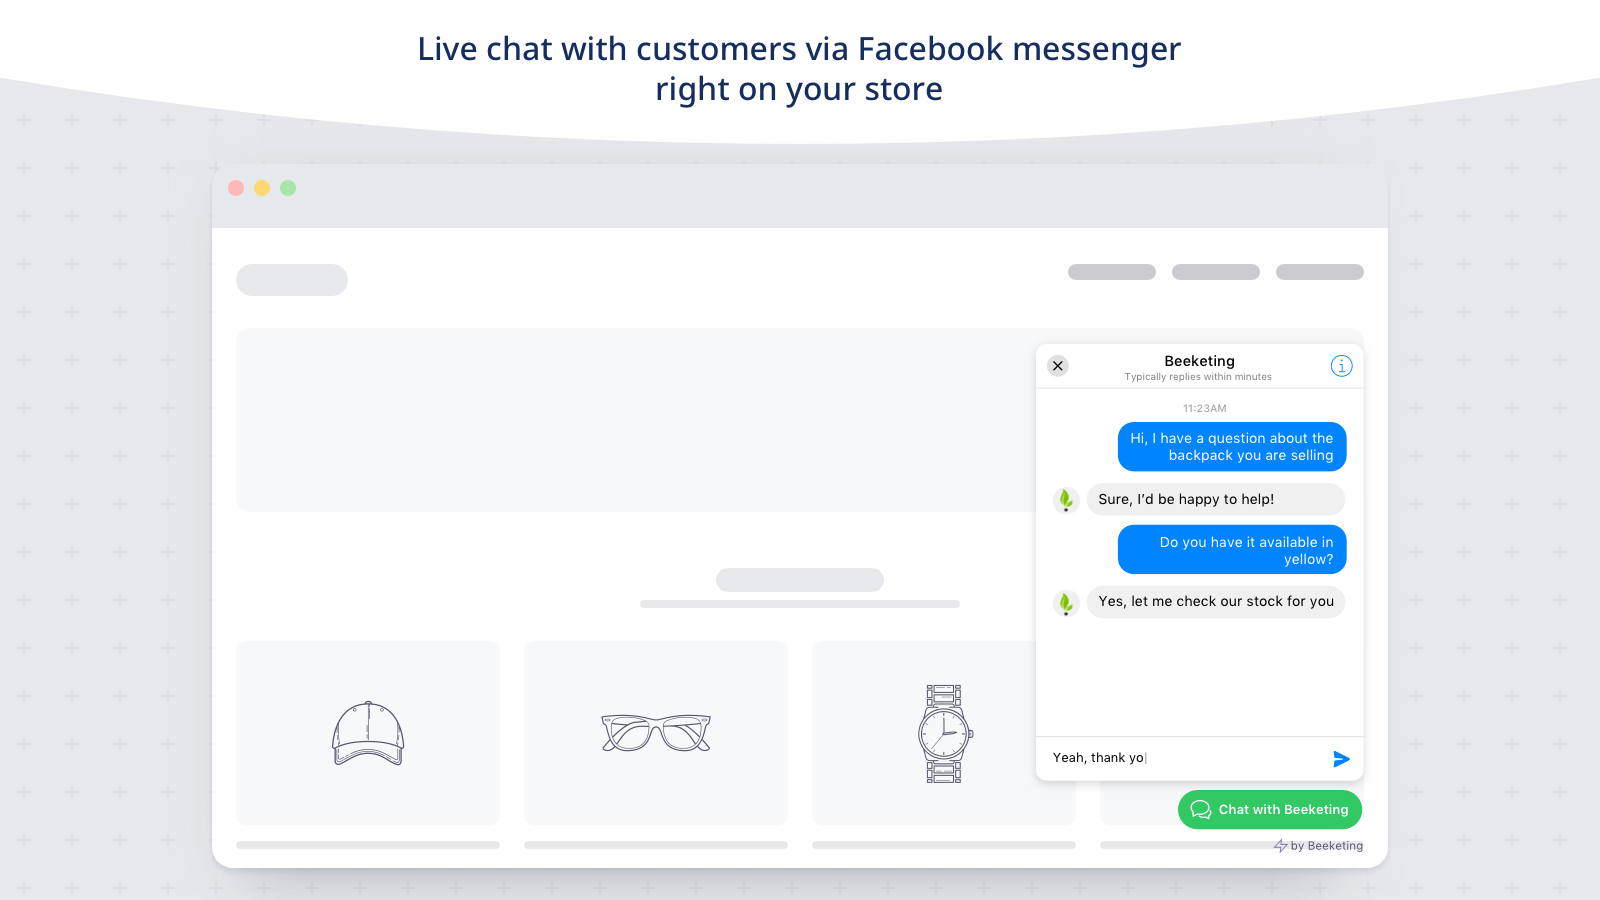 Live chat with customers via Facebook messenger
right on your store
Beeketing
Typically replies within minutes
11:23AM
Hi, I have a question about the
backpack you are selling
Sure, I’d be happy to help!
Do you have it available in
yellow?
Yes, let me check our stock for you
Yeah, thank yo
Chat with Beeketing
by Beeketing